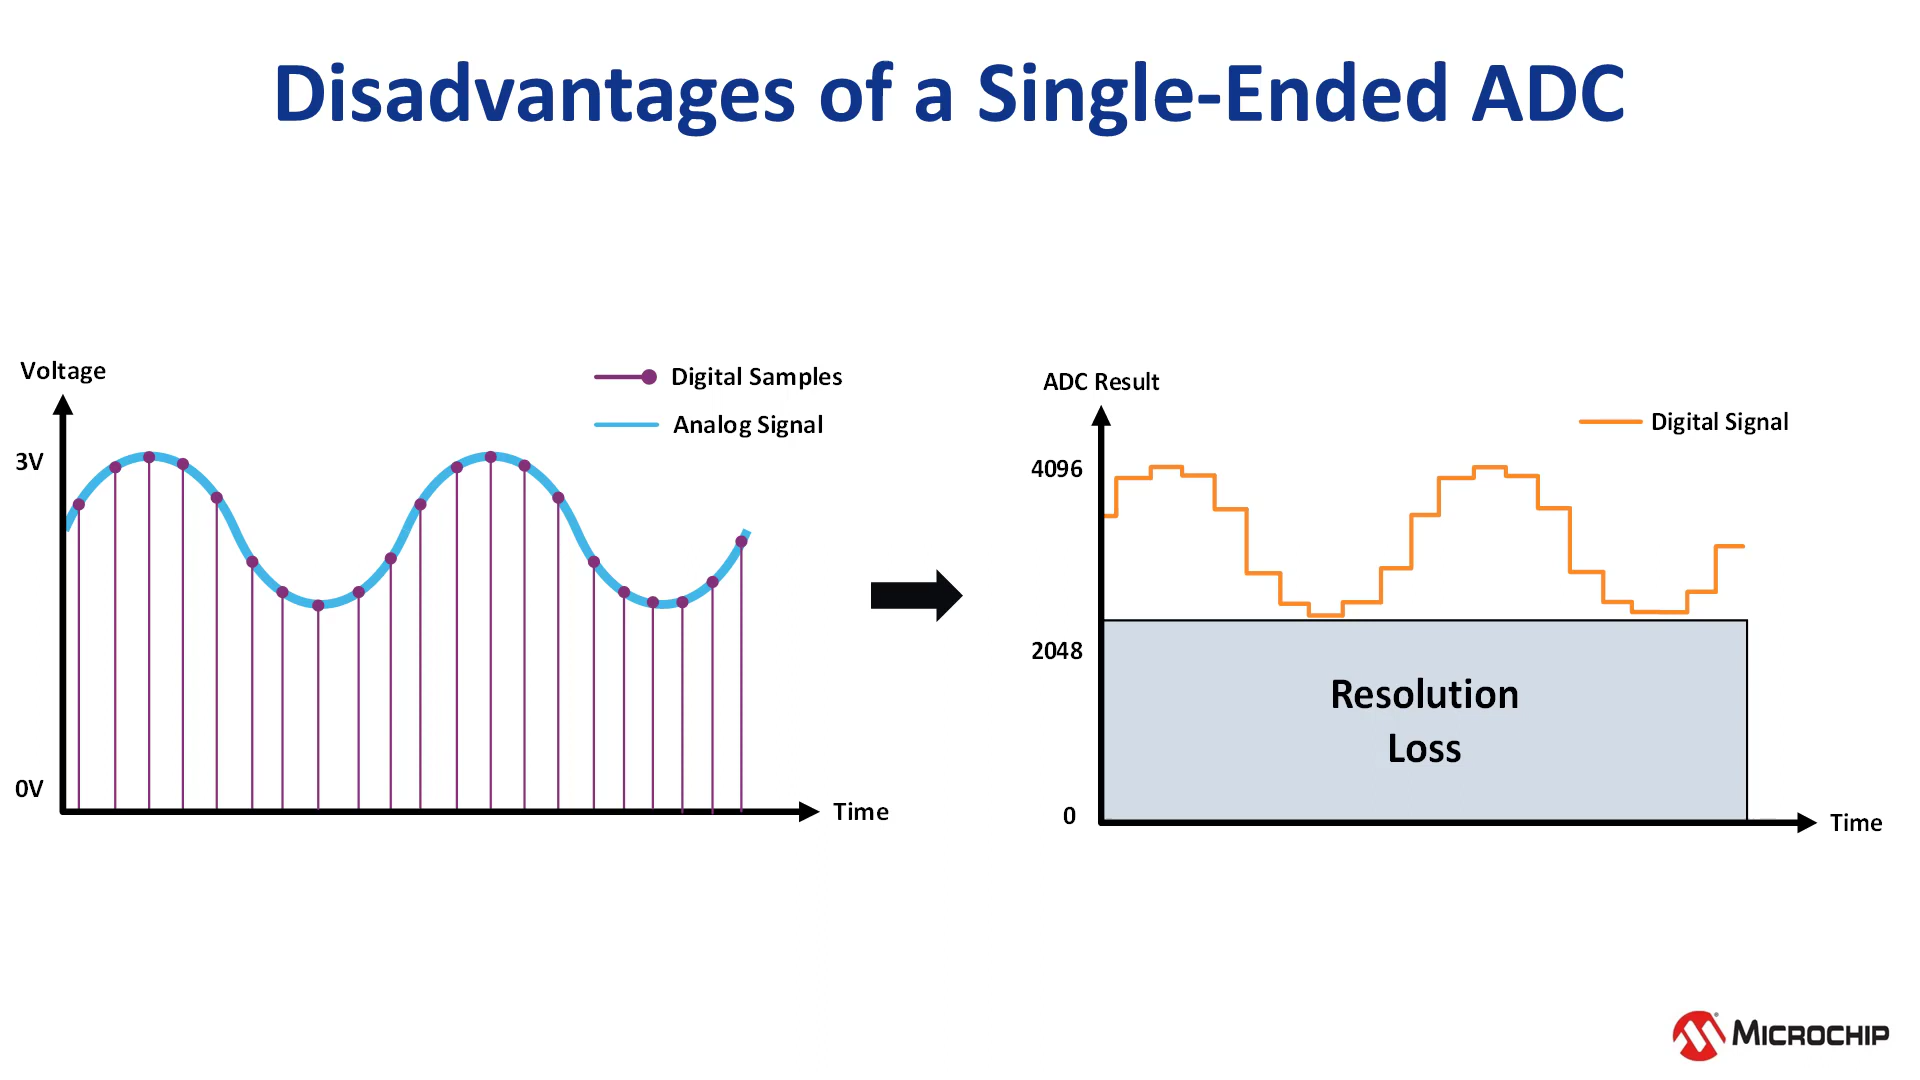 Disadvantages of a Single-Ended ADC
Voltage
Digital Samples
Analog Signal
3V
0V
Time
ADC Result
Digital Signal
4096
2048
Resolution
Loss
0
Time
MICROCHIP